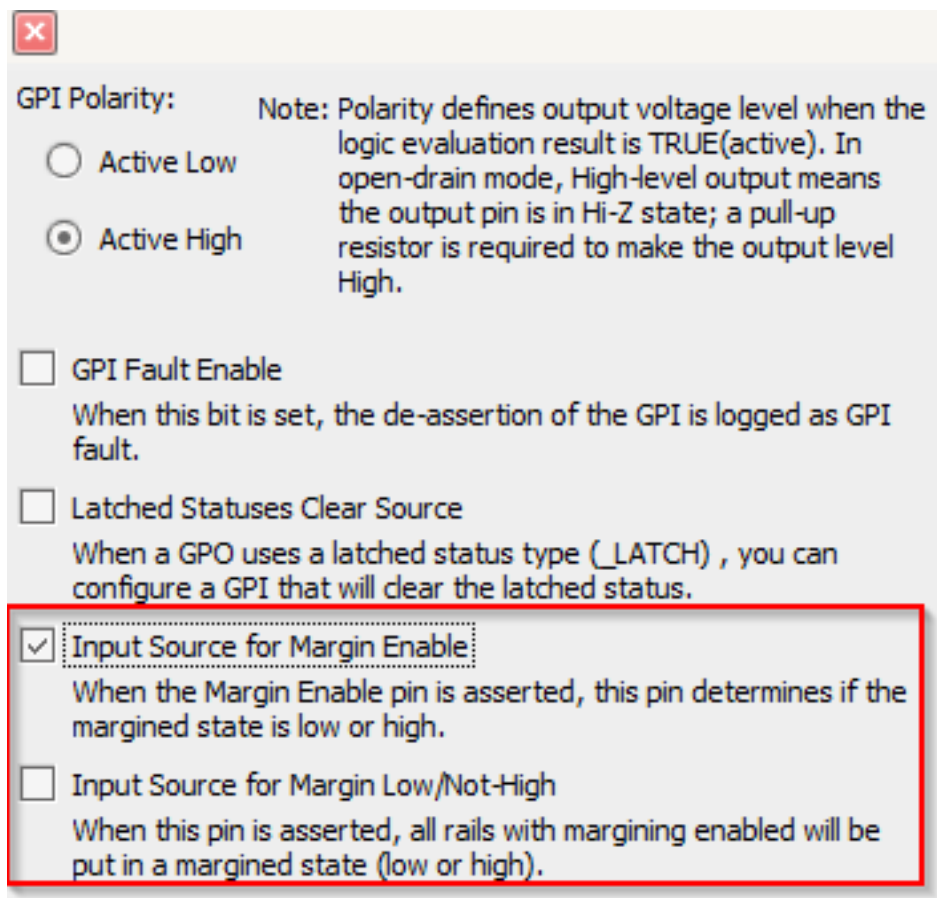 GPI Polarity:
Active Low
Active High
Note: Polarity defines output voltage level when the
logic evaluation result is TRUE(active). In
open-drain mode, High-level output means
the output pin is in Hi-Z state; a pull-up
resistor is required to make the output level
High.
GPI Fault Enable
When this bit is set, the de-assertion of the GPI is logged as GPI
fault.
Latched Statuses Clear Source
When a GPO uses a latched status type (_LATCH) , you can
configure a GPI that will clear the latched status.
Input Source for Margin Enable
When the Margin Enable pin is asserted, this pin determines if the
margined state is low or high.
Input Source for Margin Low/Not-High
When this pin is asserted, all rails with margining enabled will be
put in a margined state (low or high).